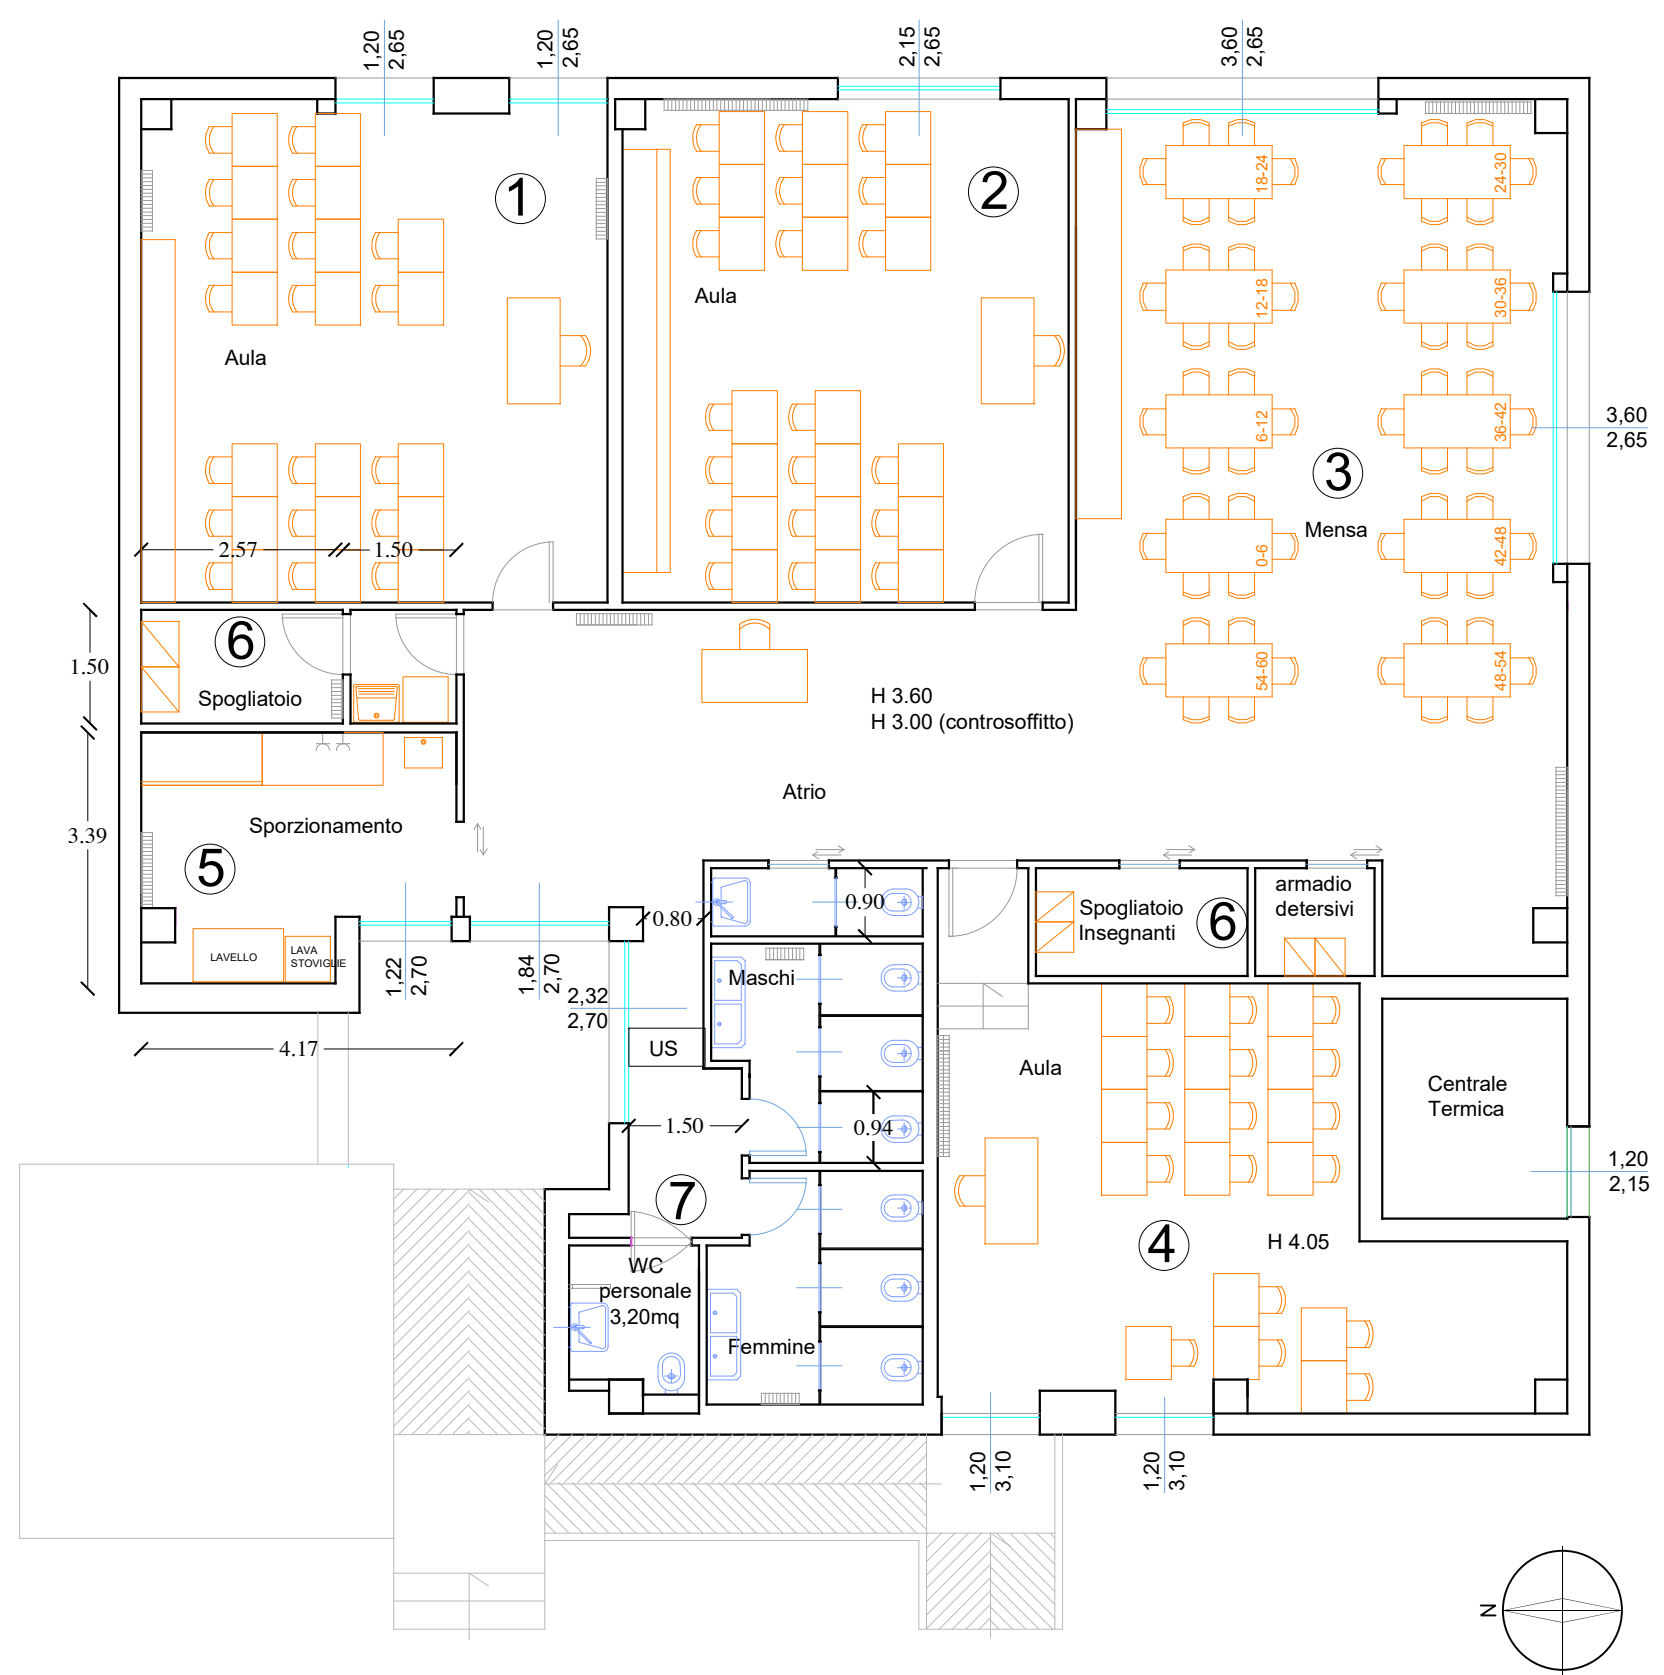 1,20
2,65
1,20
2,65
2,15
2,65
3,60
2,65
1
2
18-24
24-30
Aula
12-18
30-36
Aula
6-12
36-42
3,60
2,65
3
Mensa
2.57
1.50
0-6
42-48
6
1.50
Spogliatoio
54-60
48-54
H 3.60
H 3.00 (controsoffitto)
Atrio
3.39
Sporzionamento
5
armadio
detersivi
0.90
Spogliatoio
Insegnanti
6
0.80
LAVELLO
LAVA
STOVIGLIE
1,22
2,70
1,84
2,70
Maschi
2,32
2,70
4.17
US
Aula
Centrale
Termica
1.50
0.94
1,20
2,15
7
4
H 4.05
WC
personale
3,20mq
Femmine
1,20
3,10
1,20
3,10
N